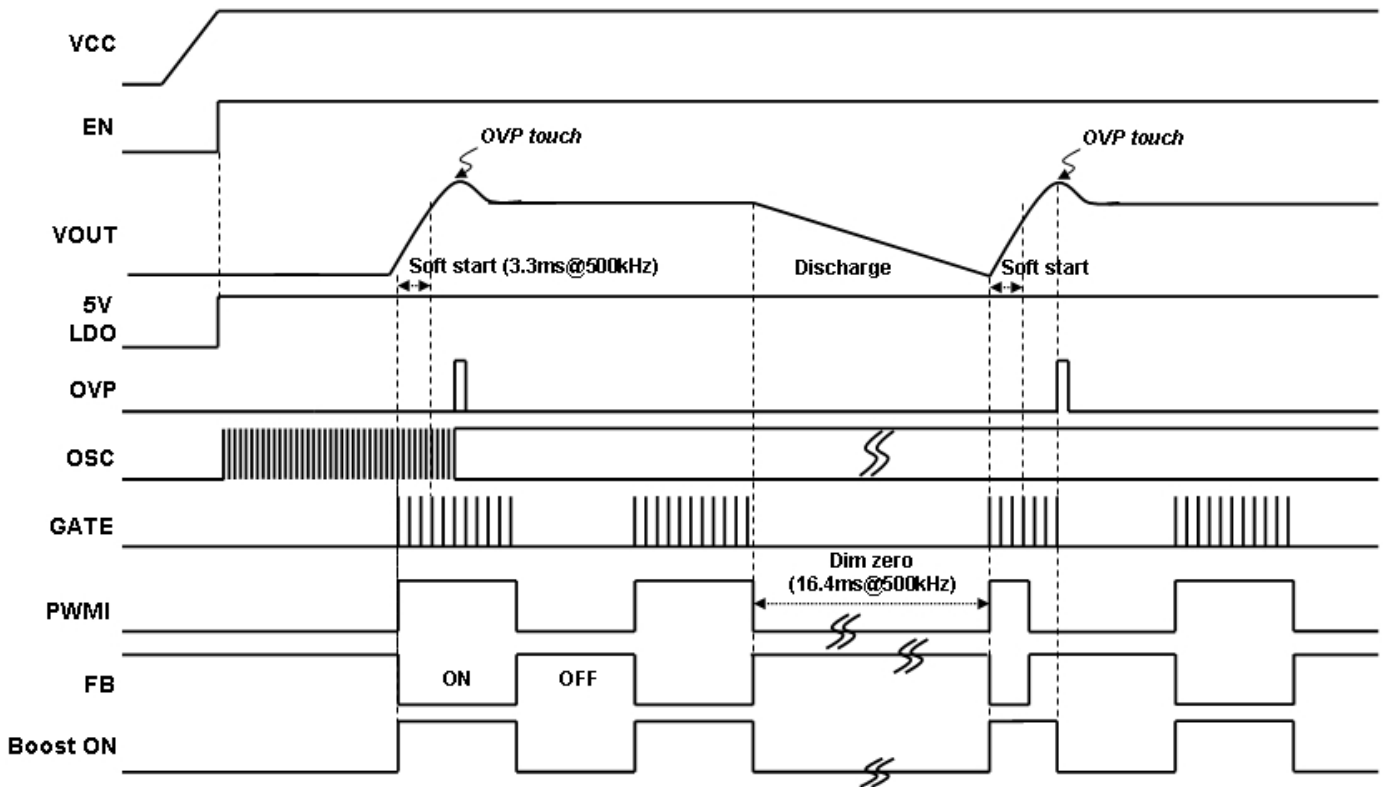 VCC
EN
OVP touch
OVP touch
VOUT
Soft start (3.3ms@500kHz)
Discharge
Soft start
5V
LDO
OVP
OSC
GATE
Dim zero
(16.4ms@500kHz)
PWMI
FB
ON
OFF
Boost ON